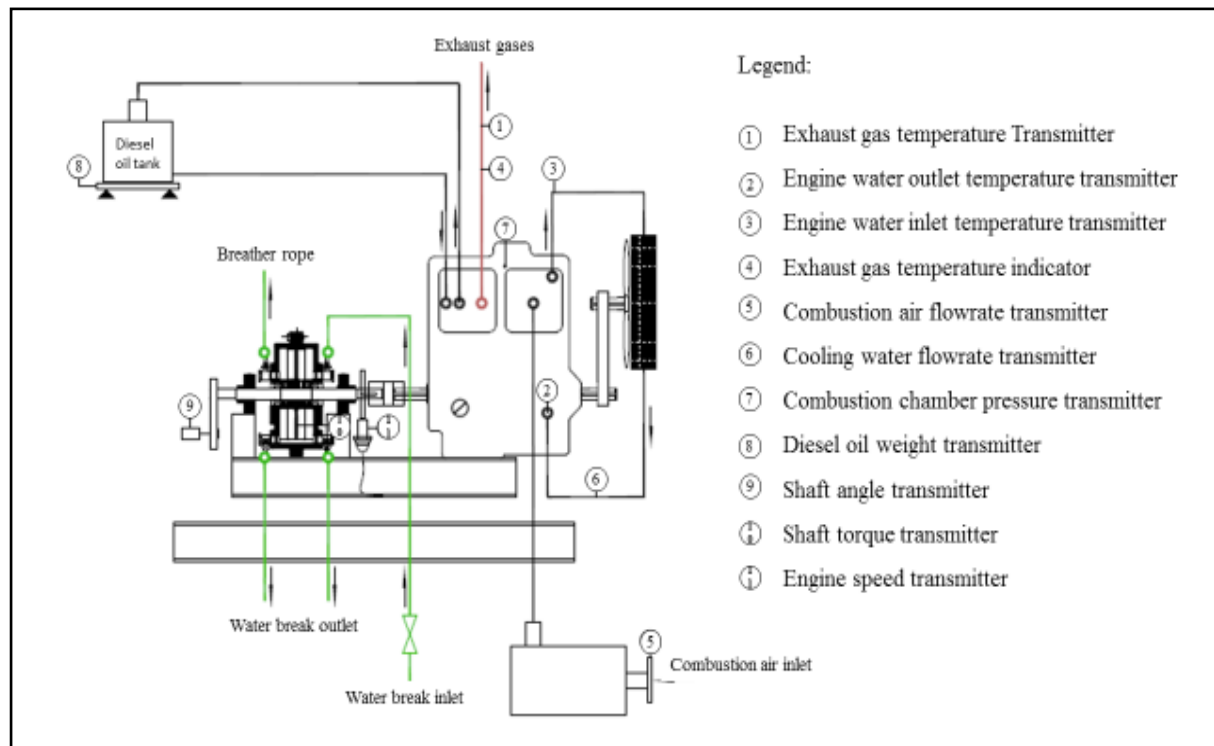 Exhaust gases
Diesel
oil tank
8
1
4
3
7
Breather rope
9
2
6
Water break outlet
Water break inlet
5
Combustion air inlet
Legend:
1 Exhaust gas temperature Transmitter
2 Engine water outlet temperature transmitter
3 Engine water inlet temperature transmitter
4 Exhaust gas temperature indicator
5 Combustion air flowrate transmitter
6 Cooling water flowrate transmitter
7 Combustion chamber pressure transmitter
8 Diesel oil weight transmitter
9 Shaft angle transmitter
Shaft torque transmitter
Engine speed transmitter